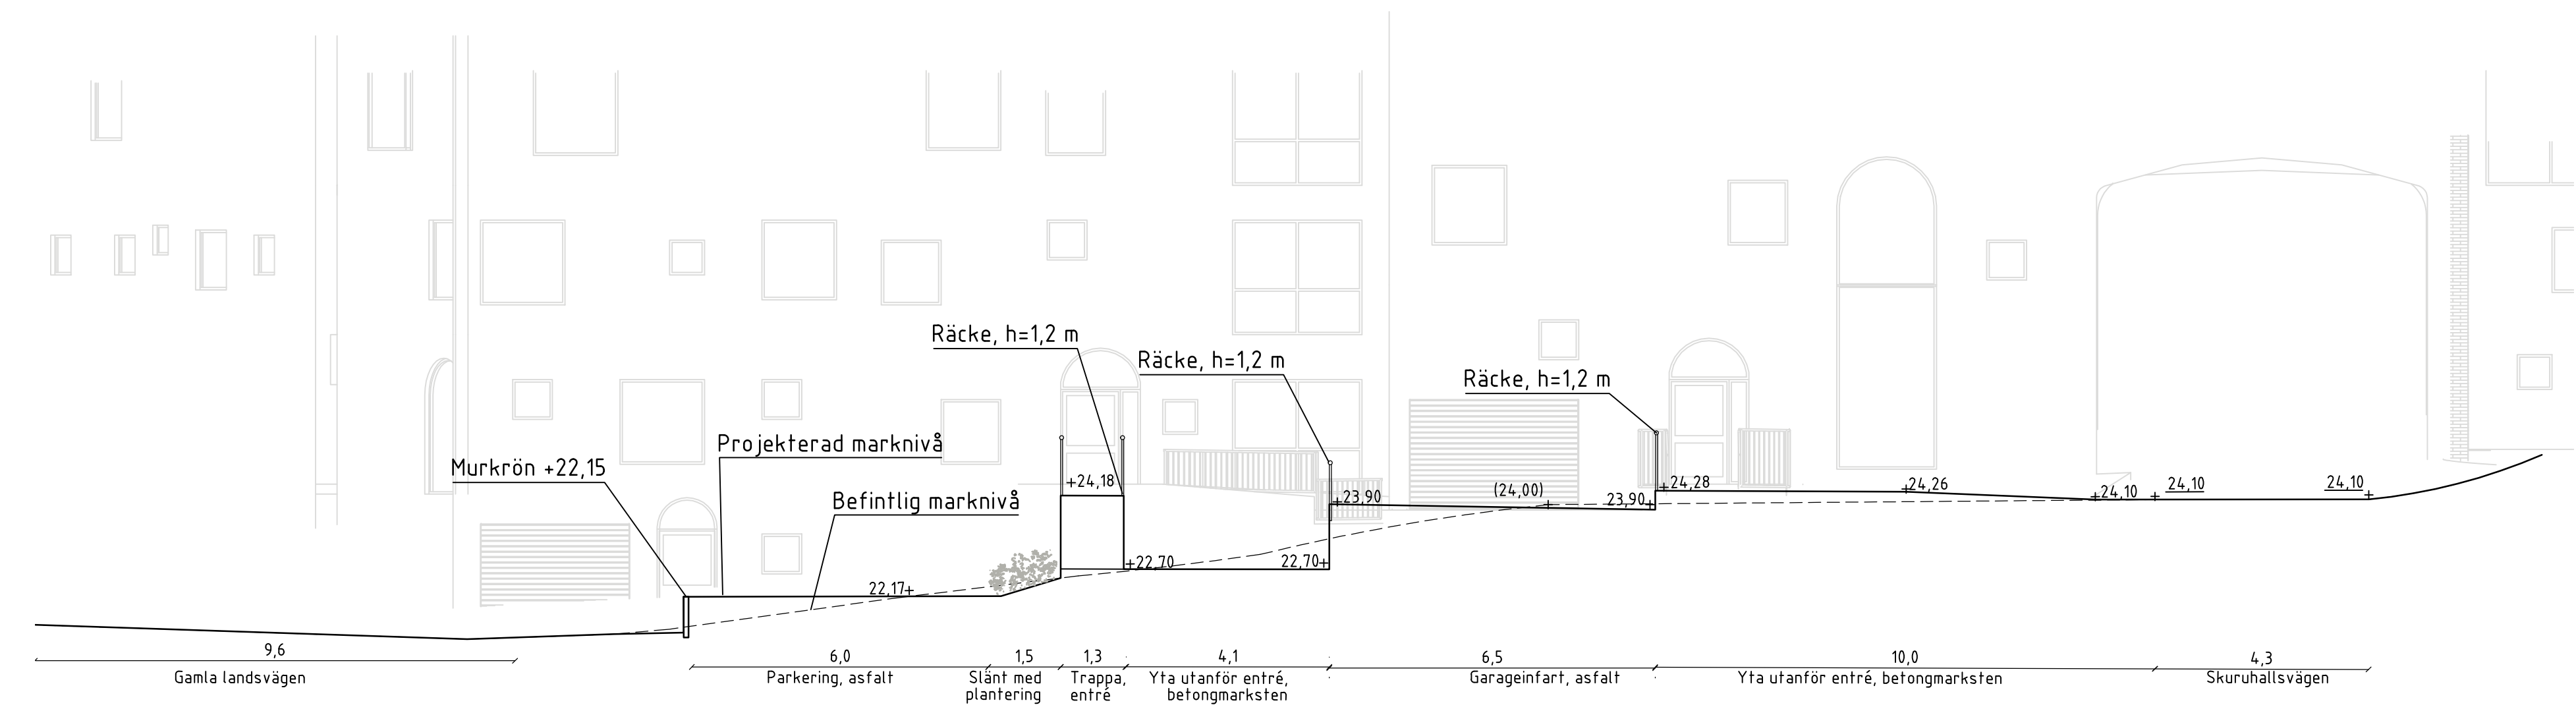 Räcke, h=1,2 m
Räcke, h=1,2 m
Räcke, h=1,2 m
Projekterad marknivå
Murkrön +22,15
Befintlig marknivå
+24,18
+23,90
(24,00)
23,90
+24,28
+24,26
+24,10
24,10
24,10
22,17+
+22,70
22,70+
9,6
6,0
1,5
1,3
4,1
6,5
10,0
4,3
Gamla landsvägen
Parkering, asfalt
Slänt med
plantering
Trappa,
entré
Yta utanför entré,
betongmarksten
Garageinfart, asfalt
Yta utanför entré, betongmarksten
Skuruhallsvägen